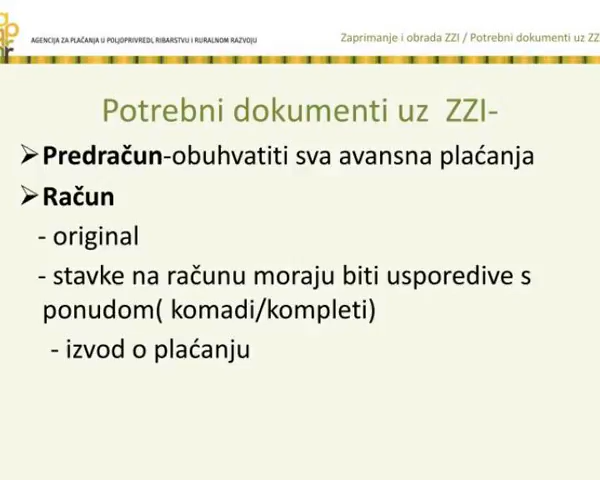 AGENCIJA ZA PLAĆANJA U POLJOPRIVREDI, RIBARSTVU I RURALNOM RAZVOJU
Zaprimanje i obrada ZZI / Potrebni dokumenti uz ZZ
Potrebni dokumenti uz ZZI-
➢Predračun-obuhvatiti sva avansna plaćanja
➢Račun
- original
- stavke na računu moraju biti usporedive s
ponudom( komadi/kompleti)
- izvod o plaćanju